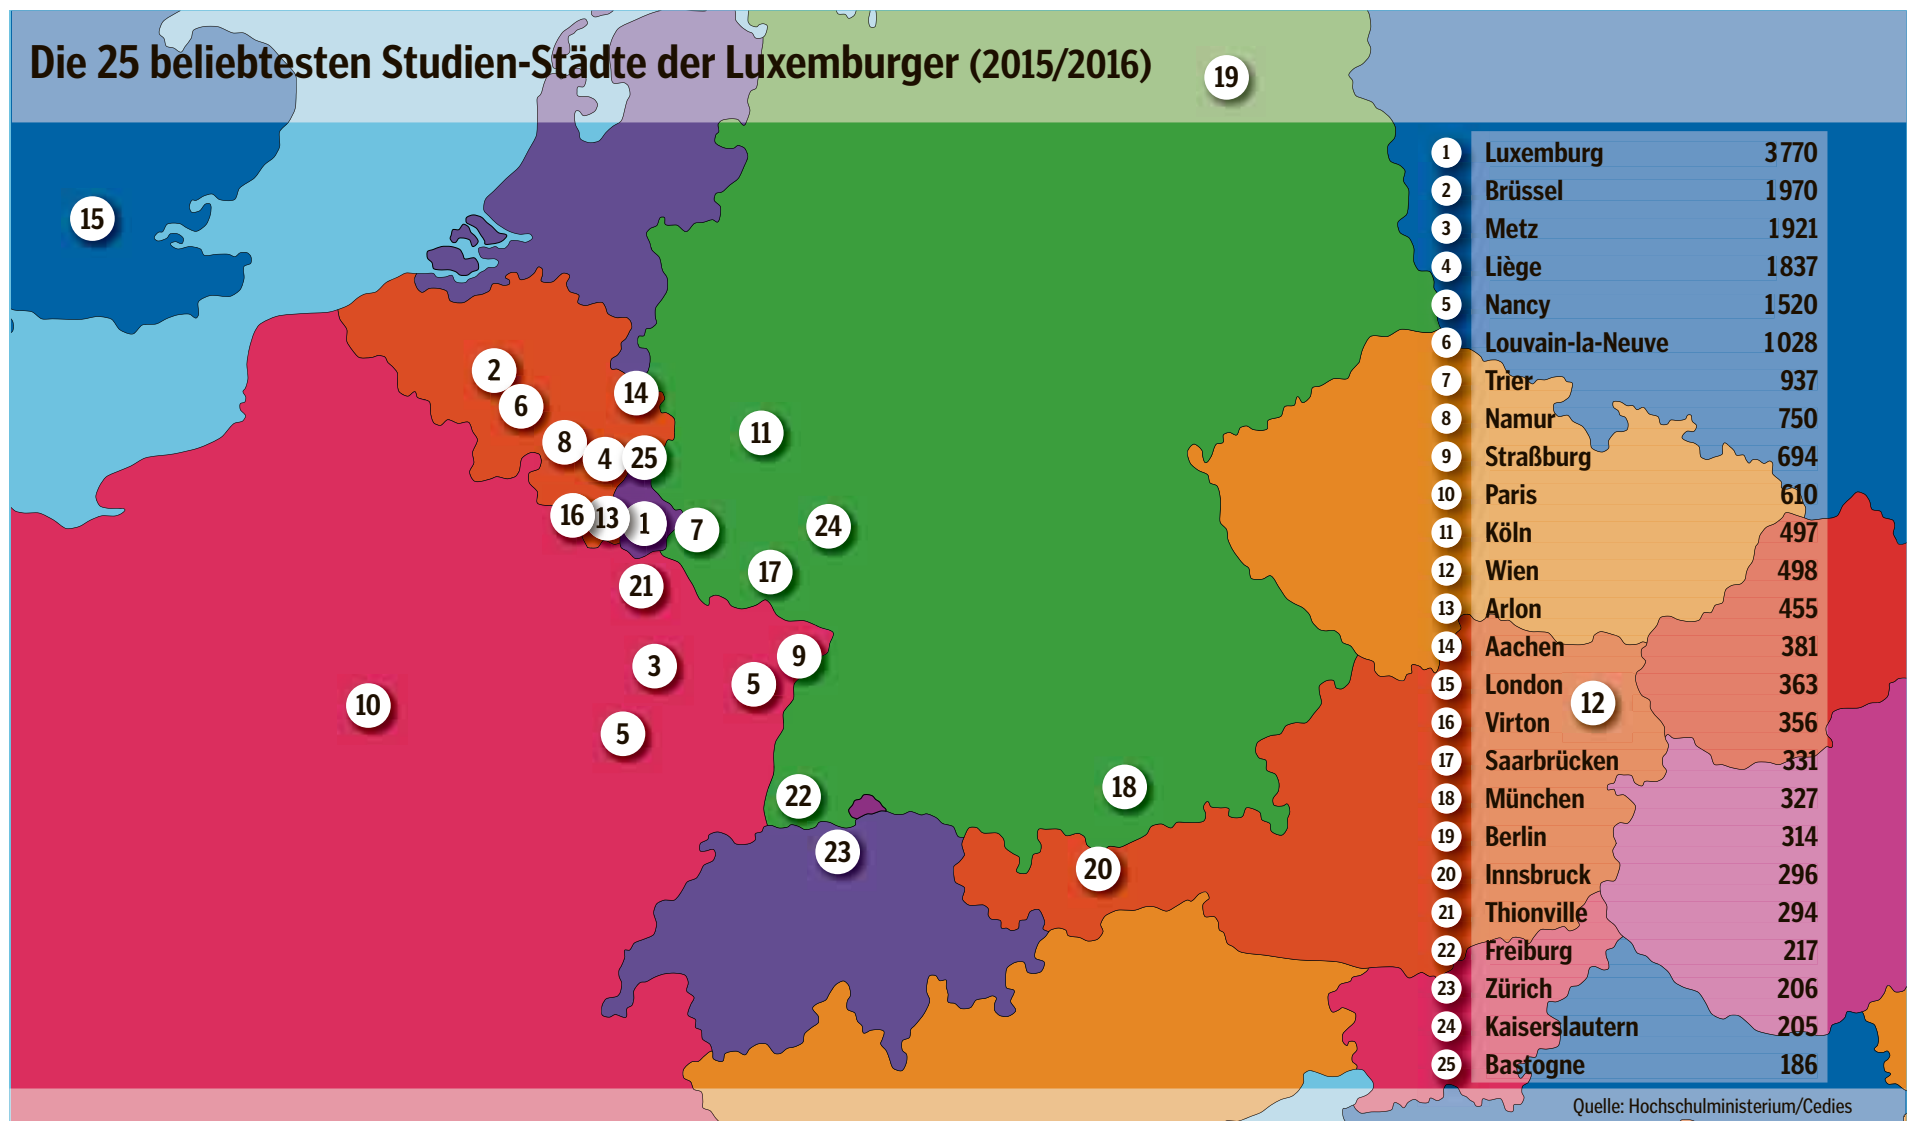 Die 25 beliebtesten Studien-Städte der Luxemburger (2015/2016)
19
15
2
6
14
8
4
25
11
16
13
1
7
24
17
21
3
5
9
10
5
12
22
18
23
20
1 Luxemburg 3770
2 Brüssel 1970
3 Metz 1921
4 Liège 1837
5 Nancy 1520
6 Louvain-la-Neuve 1028
7 Trier 937
8 Namur 750
9 Straßburg 694
10 Paris 610
11 Köln 497
12 Wien 498
13 Arlon 455
14 Aachen 381
15 London 363
16 Virton 356
17 Saarbrücken 331
18 München 327
19 Berlin 314
20 Innsbruck 296
21 Thionville 294
22 Freiburg 217
23 Zürich 206
24 Kaiserslautern 205
25 Bastogne 186
Quelle: Hochschulministerium/Cedies